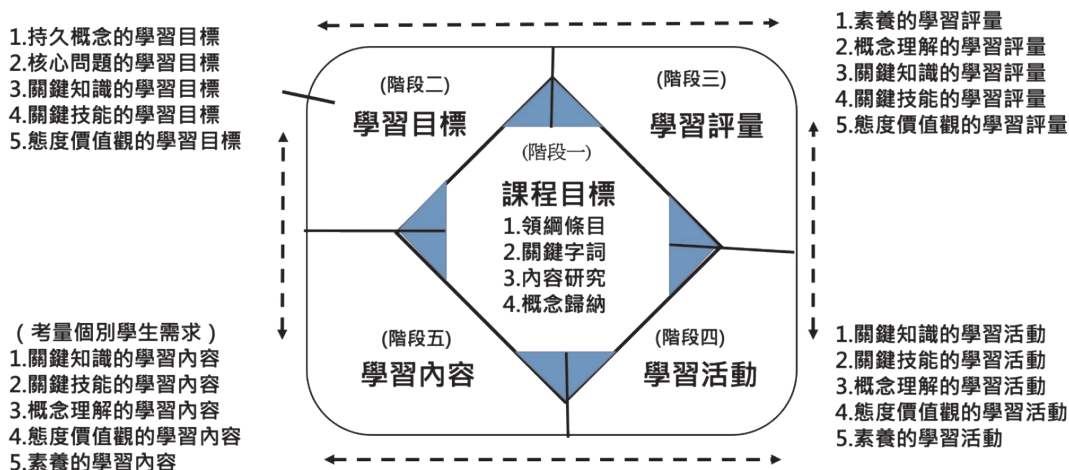 1.持久概念的學習目標
2.核心問題的學習目標
3.關鍵知識的學習目標
4.關鍵技能的學習目標
5.態度價值觀的學習目標
(階段二)
學習目標
(階段三)
學習評量
1.素養的學習評量
2.概念理解的學習評量
3.關鍵知識的學習評量
4.關鍵技能的學習評量
5.態度價值觀的學習評量
(階段一)
課程目標
1.領綱條目
2.關鍵字詞
3.內容研究
4.概念歸納
(考量個別學生需求)
1.關鍵知識的學習內容
2.關鍵技能的學習內容
3.概念理解的學習內容
4.態度價值觀的學習內容
5.素養的學習內容
(階段五)
學習內容
(階段四)
學習活動
1.關鍵知識的學習活動
2.關鍵技能的學習活動
3.概念理解的學習活動
4.態度價值觀的學習活動
5.素養的學習活動